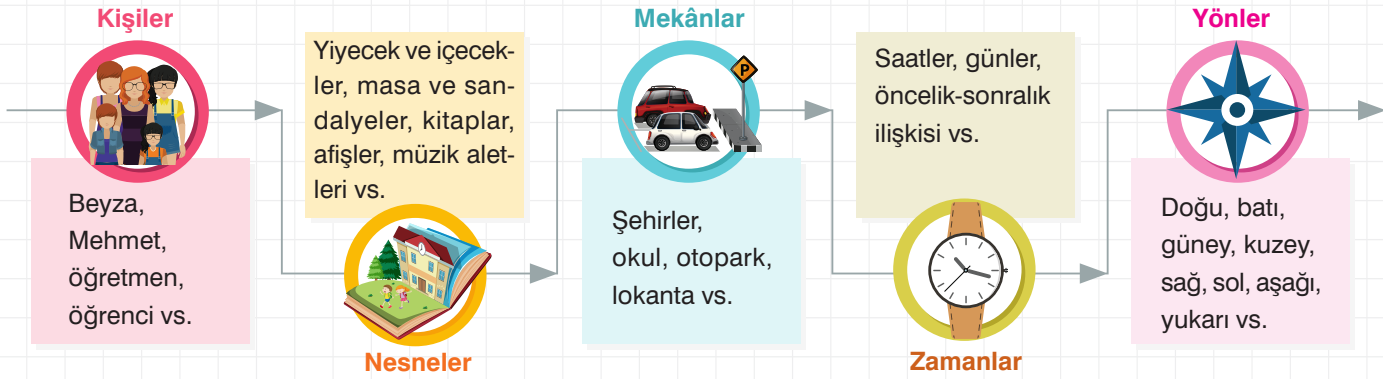 Kişiler
Beyza,
Mehmet,
öğretmen,
öğrenci vs.
Yiyecek ve içecek-
ler, masa ve san-
dalyeler, kitaplar,
afişler, müzik alet-
leri vs.
Nesneler
Mekânlar
P
Şehirler,
okul, otopark,
lokanta vs.
Saatler, günler,
öncelik-sonralık
ilişkisi vs.
Zamanlar
Yönler
Doğu, batı,
güney, kuzey,
sağ, sol, aşağı,
yukarı vs.